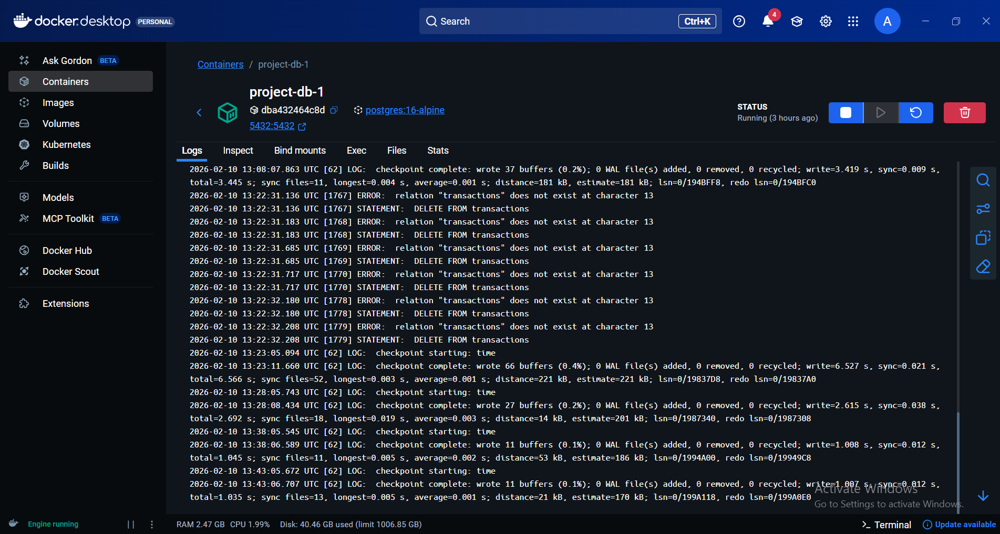 docker.desktop PERSONAL
Search Ctrl+K
4
A
Ask Gordon BETA
Containers
Images
Volumes
Kubernetes
Builds
Models
MCP Toolkit BETA
Docker Hub
Docker Scout
Extensions
Containers / project-db-1
project-db-1
dba432464c8d postgres:16-alpine
5432:5432
STATUS
Running (3 hours ago)
Logs Inspect Bind mounts Exec Files Stats
2026-02-10 13:08:07.863 UTC [62] LOG:  checkpoint complete: wrote 37 buffers (0.2%); 0 WAL file(s) added, 0 removed, 0 recycled; write=3.419 s, sync=0.009 s,
total=3.445 s; sync files=11, longest=0.004 s, average=0.001 s; distance=181 kB, estimate=181 kB; lsn=0/194BFF8, redo lsn=0/194BFC0
2026-02-10 13:22:31.136 UTC [1767] ERROR:  relation "transactions" does not exist at character 13
2026-02-10 13:22:31.136 UTC [1767] STATEMENT:  DELETE FROM transactions
2026-02-10 13:22:31.183 UTC [1768] ERROR:  relation "transactions" does not exist at character 13
2026-02-10 13:22:31.183 UTC [1768] STATEMENT:  DELETE FROM transactions
2026-02-10 13:22:31.685 UTC [1769] ERROR:  relation "transactions" does not exist at character 13
2026-02-10 13:22:31.685 UTC [1769] STATEMENT:  DELETE FROM transactions
2026-02-10 13:22:31.717 UTC [1770] ERROR:  relation "transactions" does not exist at character 13
2026-02-10 13:22:31.717 UTC [1770] STATEMENT:  DELETE FROM transactions
2026-02-10 13:22:32.180 UTC [1778] ERROR:  relation "transactions" does not exist at character 13
2026-02-10 13:22:32.180 UTC [1778] STATEMENT:  DELETE FROM transactions
2026-02-10 13:22:32.208 UTC [1779] ERROR:  relation "transactions" does not exist at character 13
2026-02-10 13:22:32.208 UTC [1779] STATEMENT:  DELETE FROM transactions
2026-02-10 13:23:05.094 UTC [62] LOG:  checkpoint starting: time
2026-02-10 13:23:11.660 UTC [62] LOG:  checkpoint complete: wrote 66 buffers (0.4%); 0 WAL file(s) added, 0 removed, 0 recycled; write=6.527 s, sync=0.021 s,
total=6.566 s; sync files=52, longest=0.003 s, average=0.001 s; distance=221 kB, estimate=221 kB; lsn=0/19837D8, redo lsn=0/19837A0
2026-02-10 13:28:05.743 UTC [62] LOG:  checkpoint starting: time
2026-02-10 13:28:08.434 UTC [62] LOG:  checkpoint complete: wrote 27 buffers (0.2%); 0 WAL file(s) added, 0 removed, 0 recycled; write=2.615 s, sync=0.038 s,
total=2.692 s; sync files=18, longest=0.019 s, average=0.003 s; distance=14 kB, estimate=201 kB; lsn=0/1987340, redo lsn=0/1987308
2026-02-10 13:38:05.545 UTC [62] LOG:  checkpoint starting: time
2026-02-10 13:38:06.589 UTC [62] LOG:  checkpoint complete: wrote 11 buffers (0.1%); 0 WAL file(s) added, 0 removed, 0 recycled; write=1.008 s, sync=0.012 s,
total=1.045 s; sync files=11, longest=0.005 s, average=0.002 s; distance=53 kB, estimate=186 kB; lsn=0/1994A00, redo lsn=0/19949C8
2026-02-10 13:43:05.672 UTC [62] LOG:  checkpoint starting: time
2026-02-10 13:43:06.707 UTC [62] LOG:  checkpoint complete: wrote 11 buffers (0.1%); 0 WAL file(s) added, 0 removed, 0 recycled; write=1.007 s, sync=0.012 s,
total=1.035 s; sync files=13, longest=0.005 s, average=0.001 s; distance=21 kB, estimate=170 kB; lsn=0/199A118, redo lsn=0/199A0E0
Activate Windows
Go to Settings to activate Windows.
Engine running
RAM 2.47 GB CPU 1.99% Disk: 40.46 GB used (limit 1006.85 GB)
Terminal
Update available